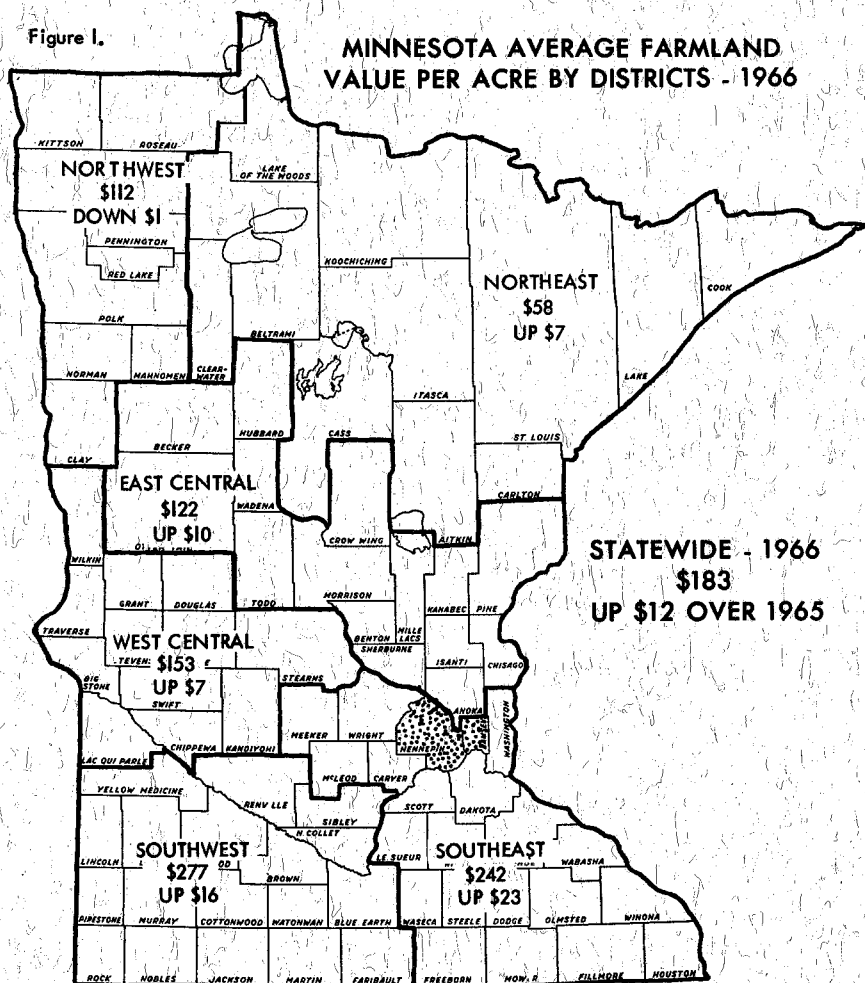 Figure 1.
MINNESOTA AVERAGE FARMLAND
VALUE PER ACRE BY DISTRICTS - 1966
KITTSON
ROSEAU
LAKE
OF THE WOODS
NORTHWEST
$112
DOWN $1
PENNINGTON
RED LAKE
KOOCHICHING
NORTHEAST
$58
UP $7
COOK
POLK
BELTRAMI
NORMAN
MAHNOMEN
CLEAR-
WATER
LAKE
ITASCA
HUBBARD
CASS
ST. LOUIS
CLAY
BECKER
EAST CENTRAL
$122
UP $10
WADENA
CARLTON
CROW WING
AITKIN
STATEWIDE - 1966
$183
UP $12 OVER 1965
WILKIN
GRANT
DOUGLAS
TODD
MORRISON
KANABEC
PINE
TRAVERSE
BENTON
MILLE
LACS
SHERBURNE
WEST CENTRAL
$153
UP $7
ISANTI
CHISAGO
BIG
STONE
STEARNS
SWIFT
ANOKA
WASHINGTON
MEEKER
WRIGHT
HENNEPIN
LAC QUI PARLE
CHIPPEWA
KANDIYOHI
McLEOD
CARVER
YELLOW MEDICINE
RENV LLE
SCOTT
DAKOTA
SIBLEY
N. COLLET
LINCOLN
SOUTHWEST
$277
UP $16
BROWN
LE SUEUR
SOUTHEAST
$242
UP $23
WABASHA
PIPESTONE
MURRAY
COTTONWOOD
WATONWAN
BLUE EARTH
WASECA
STEELE
DODGE
OLMSTED
WINONA
ROCK
NOBLES
JACKSON
MARTIN
FARIBAULT
FREEBORN
MOW R
FILLMORE
HOUSTON